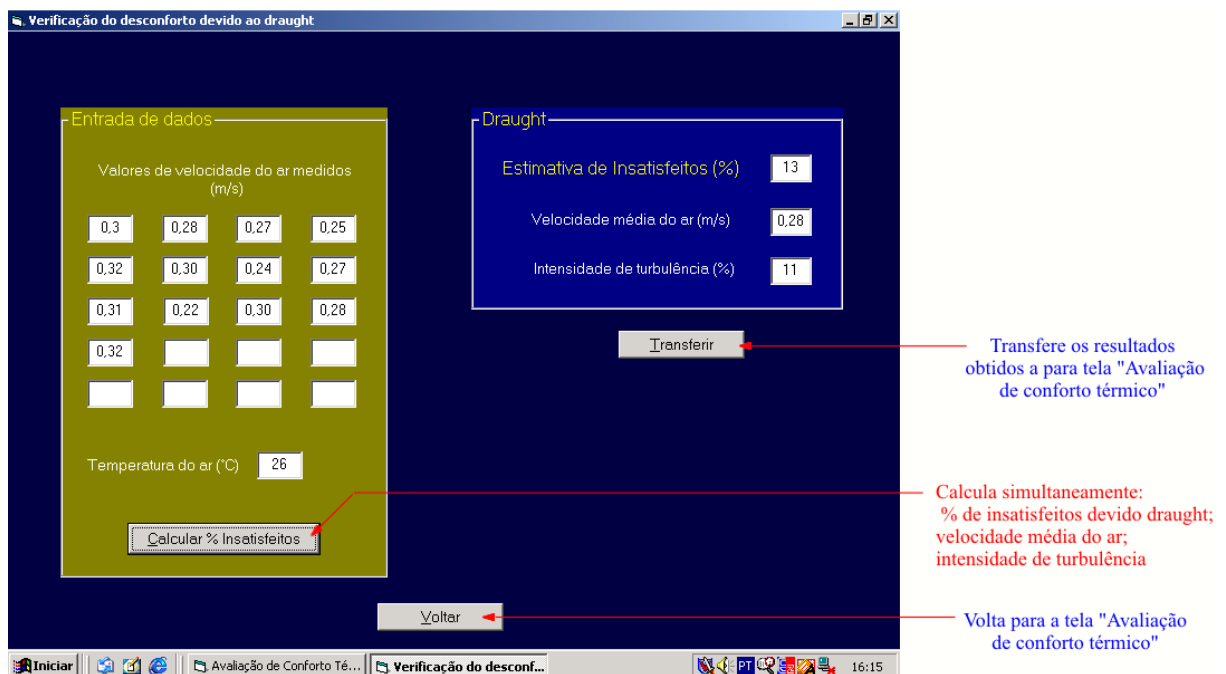 Verificação do desconforto devido ao draught
Entrada de dados
Valores de velocidade do ar medidos
(m/s)
0,3 0,28 0,27 0,25
0,32 0,30 0,24 0,27
0,31 0,22 0,30 0,28
0,32
Temperatura do ar (°C) 26
Calcular % Insatisfeitos
Draught
Estimativa de Insatisfeitos (%) 13
Velocidade média do ar (m/s) 0,28
Intensidade de turbulência (%) 11
Transferir
Voltar
Transfere os resultados
obtidos a para tela "Avaliação
de conforto térmico"
Calcula simultaneamente:
% de insatisfeitos devido draught;
velocidade média do ar;
intensidade de turbulência
Volta para a tela "Avaliação
de conforto térmico"
Iniciar Avaliação de Conforto Té... Verificação do desconf... PT 16:15